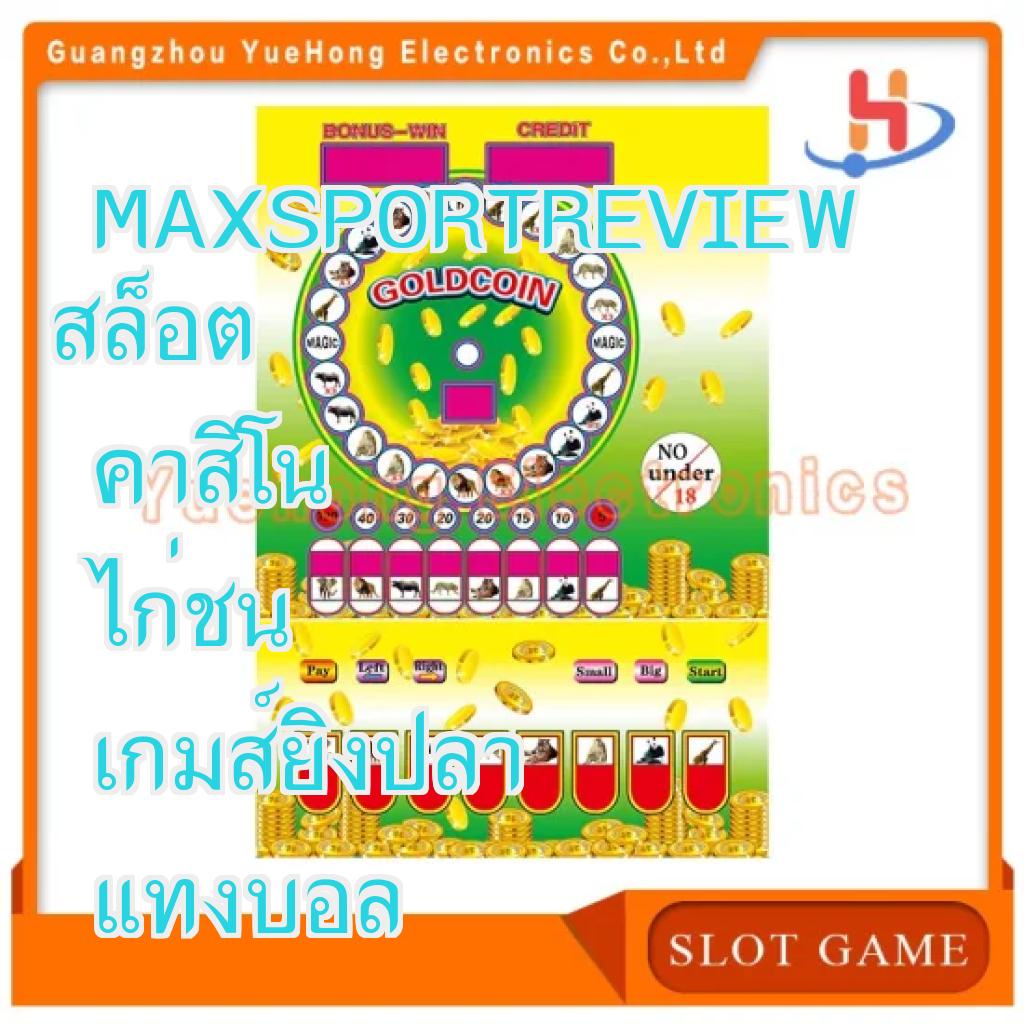 Guangzhou YueHong Electronics Co.,Ltd
BONUS-WIN CREDIT
MAXSPORTREVIEW
GOLDCOIN
สล็อต
MAGIC MAGIC
คาสิโน
NO
under
18
YueHong electronics
40 30 20 20 15 10 5
ไก่ชน
Pay Left Right Small Big Start
เกมส์ยิงปลา
แทงบอล
SLOT GAME